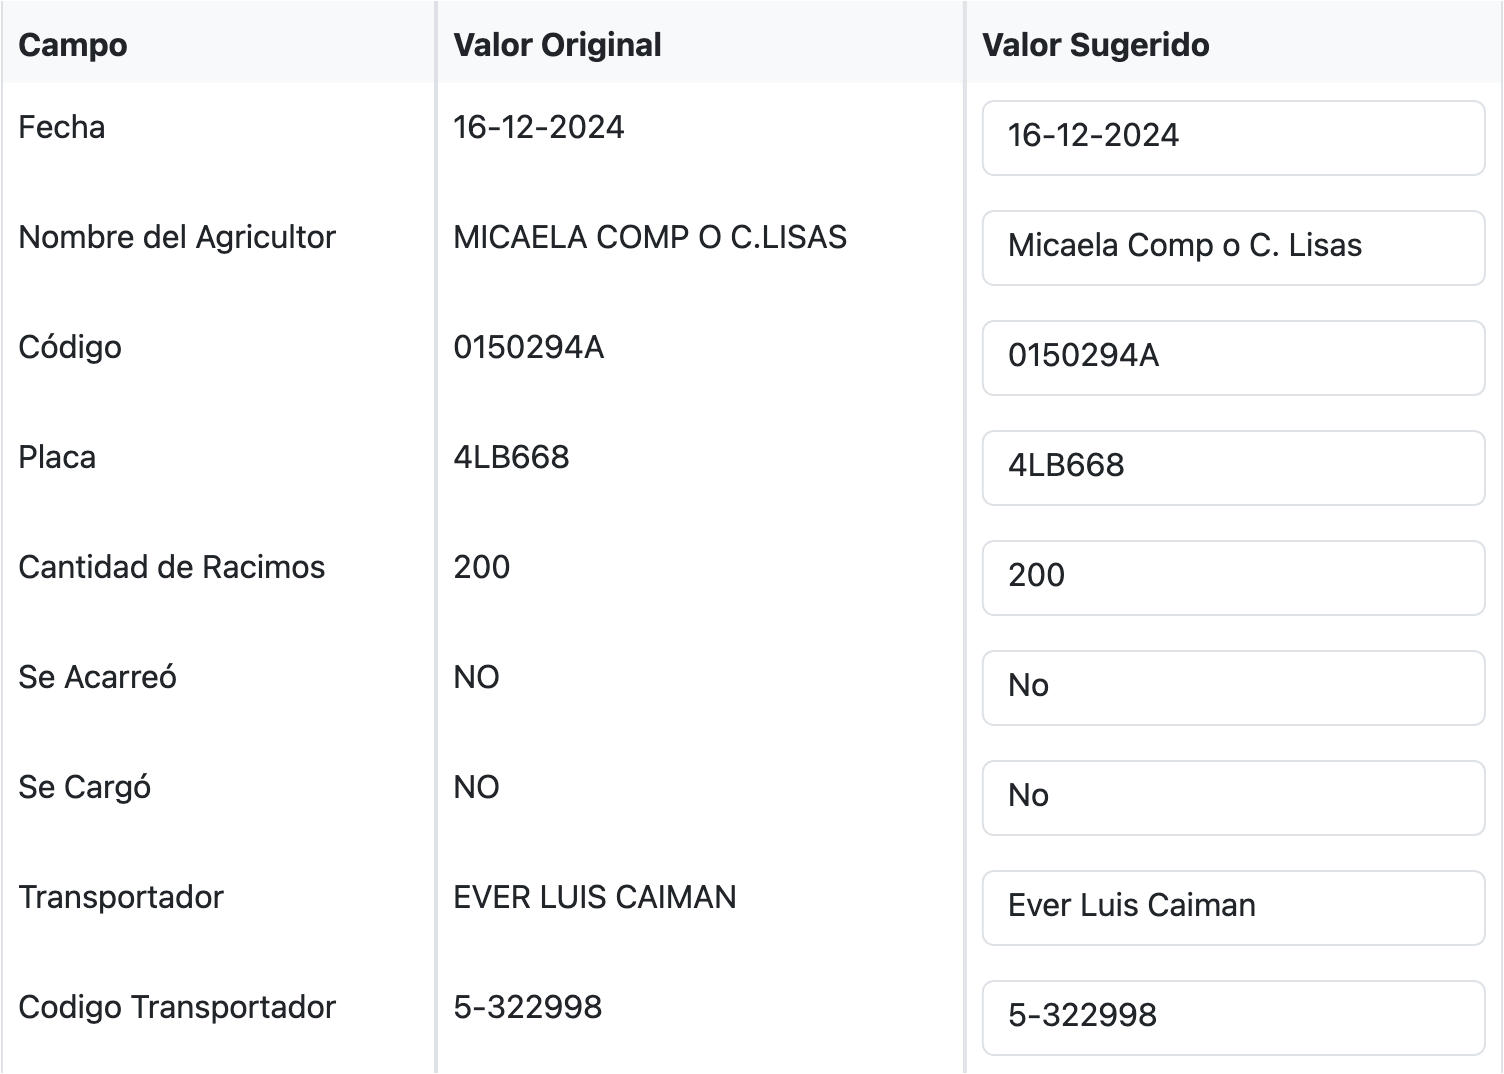 Campo Valor Original Valor Sugerido
Fecha 16-12-2024 16-12-2024
Nombre del Agricultor MICAELA COMP O C.LISAS Micaela Comp o C. Lisas
Código 0150294A 0150294A
Placa 4LB668 4LB668
Cantidad de Racimos 200 200
Se Acarreó NO No
Se Cargó NO No
Transportador EVER LUIS CAIMAN Ever Luis Caiman
Codigo Transportador 5-322998 5-322998